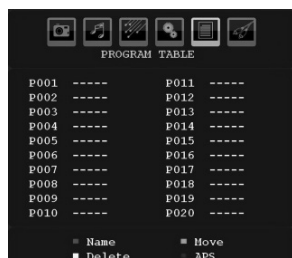 PROGRAM TABLE
P001 ----- P011 -----
P002 ----- P012 -----
P003 ----- P013 -----
P004 ----- P014 -----
P005 ----- P015 -----
P006 ----- P016 -----
P007 ----- P017 -----
P008 ----- P018 -----
P009 ----- P019 -----
P010 ----- P020 -----
Name Move
Delete APS